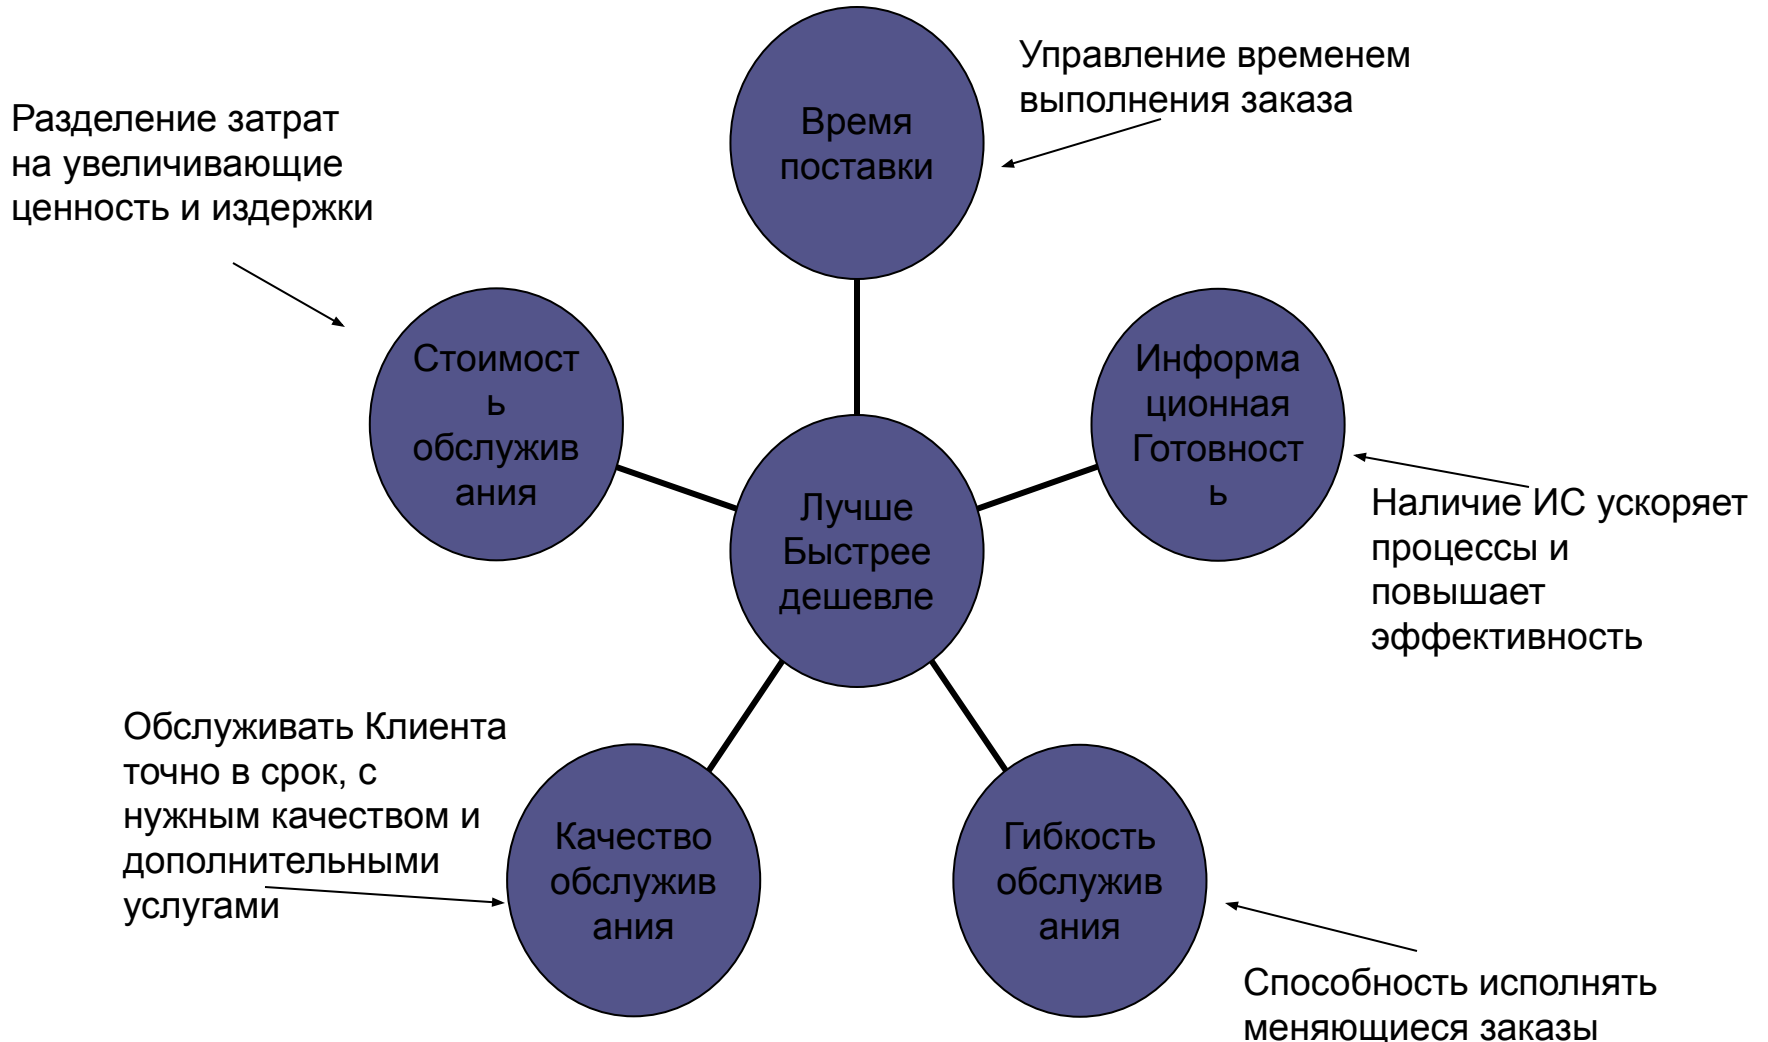 Время
поставки
Управление временем
выполнения заказа
Разделение затрат
на увеличивающие
ценность и издержки
Стоимост
ь
обслужив
ания
Информа
ционная
Готовност
ь
Лучше
Быстрее
дешевле
Наличие ИС ускоряет
процессы и
повышает
эффективность
Обслуживать Клиента
точно в срок, с
нужным качеством и
дополнительными
услугами
Качество
обслужив
ания
Гибкость
обслужив
ания
Способность исполнять
меняющиеся заказы